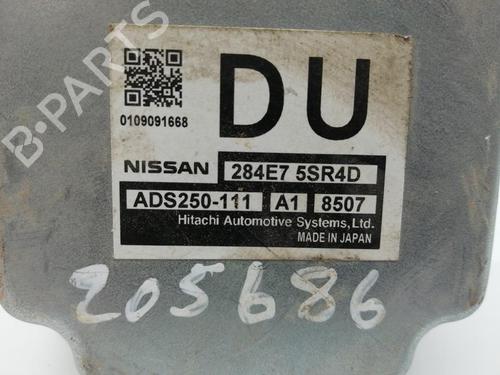 DU
0109091668
NISSAN 284E7 5SR4D
ADS250-111 A1 8507
Hitachi Automotive Systems,Ltd.
MADE IN JAPAN
205686
B-PARTS